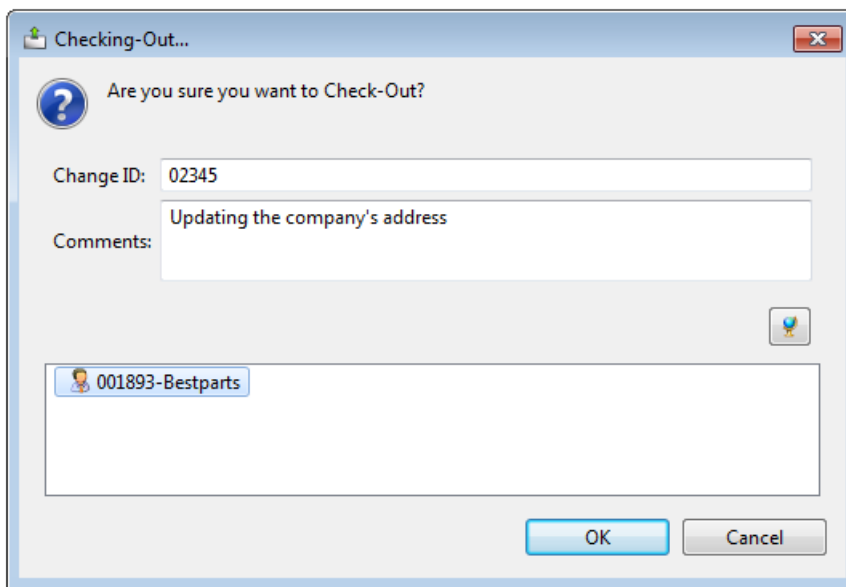 Checking-Out...
Are you sure you want to Check-Out?
Change ID: 02345
Updating the company's address
Comments:
001893-Bestparts
OK Cancel